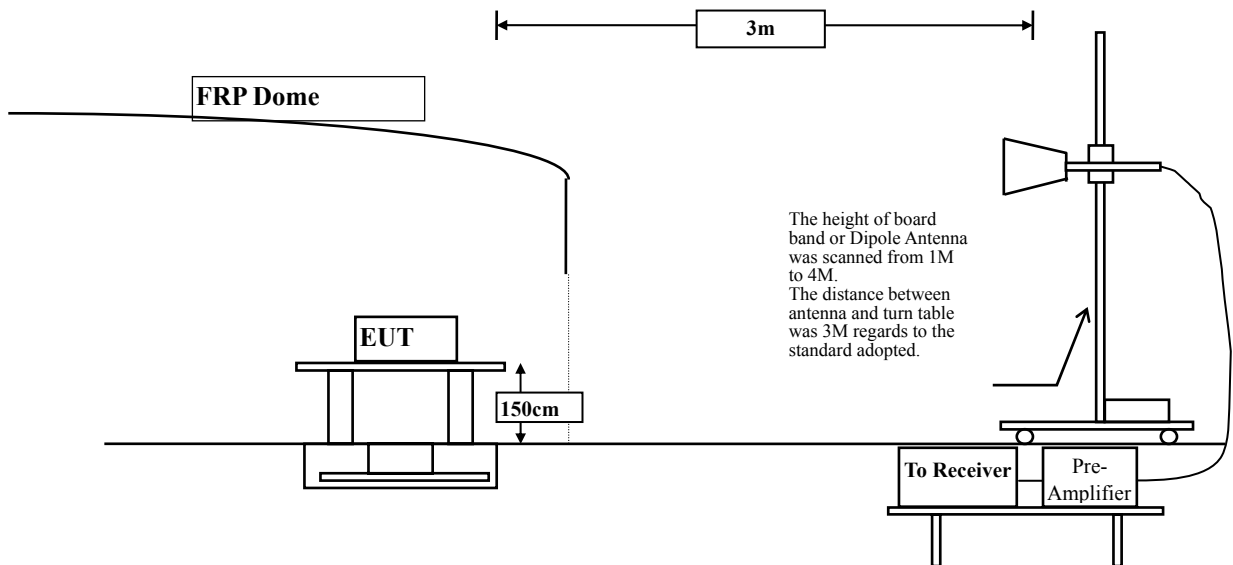 3m
FRP Dome
The height of board
band or Dipole Antenna
was scanned from 1M
to 4M.
The distance between
antenna and turn table
was 3M regards to the
standard adopted.
EUT
150cm
To Receiver
Pre-
Amplifier